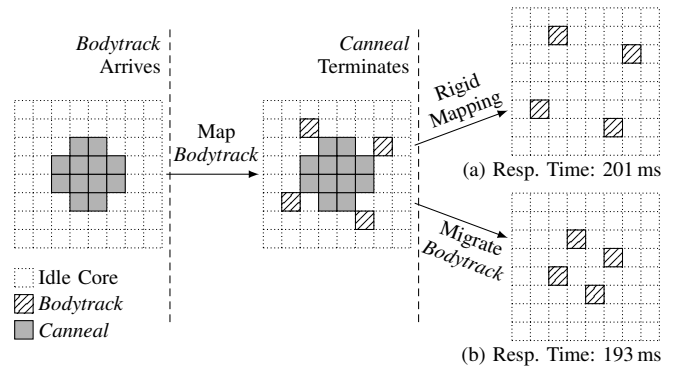 Bodytrack
Arrives
Canneal
Terminates
Map
Bodytrack
Rigid
Mapping
(a) Resp. Time: 201 ms
Migrate
Bodytrack
(b) Resp. Time: 193 ms
Idle Core
Bodytrack
Canneal